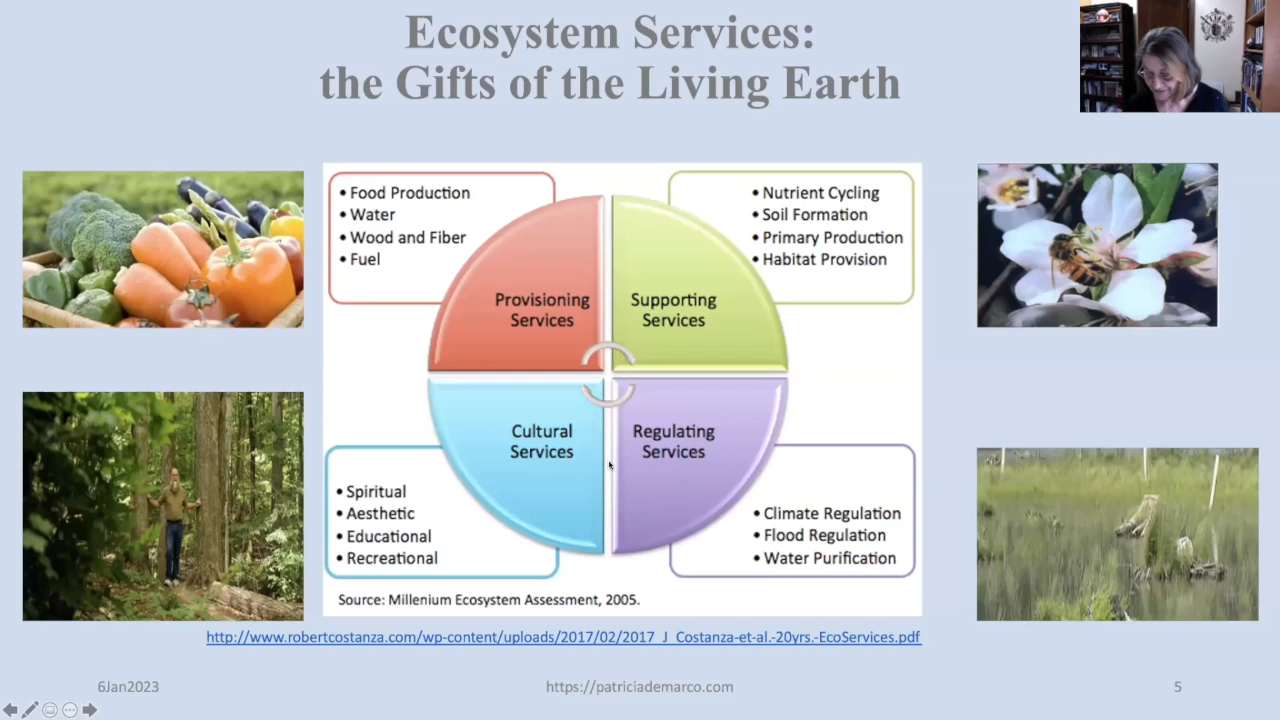 Ecosystem Services:
the Gifts of the Living Earth
• Food Production
• Water
• Wood and Fiber
• Fuel
• Nutrient Cycling
• Soil Formation
• Primary Production
• Habitat Provision
Provisioning
Services
Supporting
Services
Cultural
Services
Regulating
Services
• Spiritual
• Aesthetic
• Educational
• Recreational
• Climate Regulation
• Flood Regulation
• Water Purification
Source: Millenium Ecosystem Assessment, 2005.
http://www.robertcostanza.com/wp-content/uploads/2017/02/2017_J_Costanza-et-al.-20yrs.-EcoServices.pdf
6Jan2023
https://patriciademarco.com
5